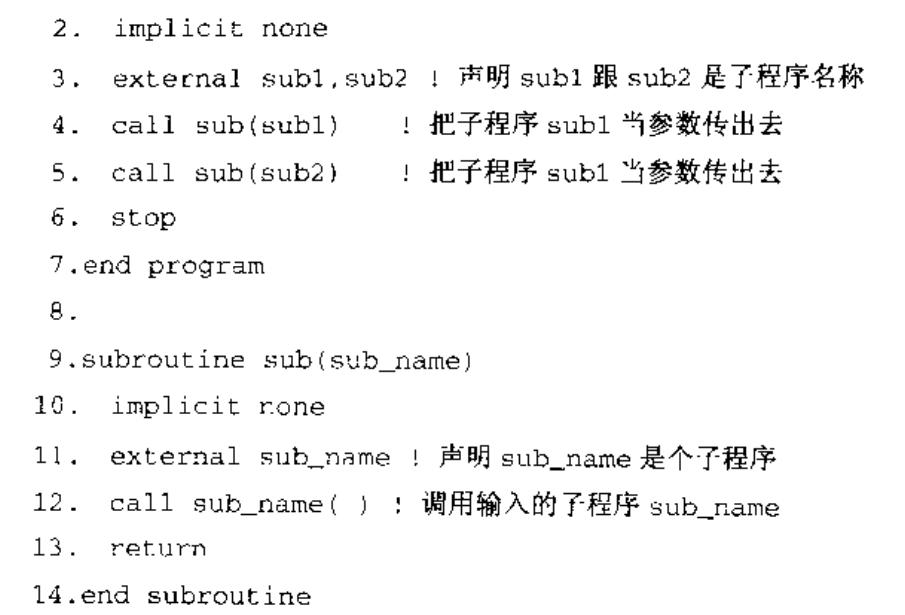 2. implicit none
3. external sub1,sub2 ! 声明 sub1 跟 sub2 是子程序名称
4. call sub(sub1) ! 把子程序 sub1 当参数传出去
5. call sub(sub2) ! 把子程序 sub1 当参数传出去
6. stop
7.end program
8.
9.subroutine sub(sub_name)
10. implicit none
11. external sub_name ! 声明 sub_name 是个子程序
12. call sub_name( ) ! 调用输入的子程序 sub_name
13. return
14.end subroutine